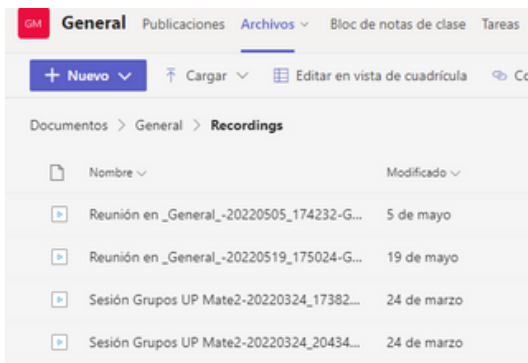 GM General Publicaciones Archivos Bloc de notas de clase Tareas
+ Nuevo Cargar Editar en vista de cuadrícula Co
Documentos > General > Recordings
Nombre Modificado
Reunión en _General_-20220505_174232-G... 5 de mayo
Reunión en _General_-20220519_175024-G... 19 de mayo
Sesión Grupos UP Mate2-20220324_17382... 24 de marzo
Sesión Grupos UP Mate2-20220324_20434... 24 de marzo